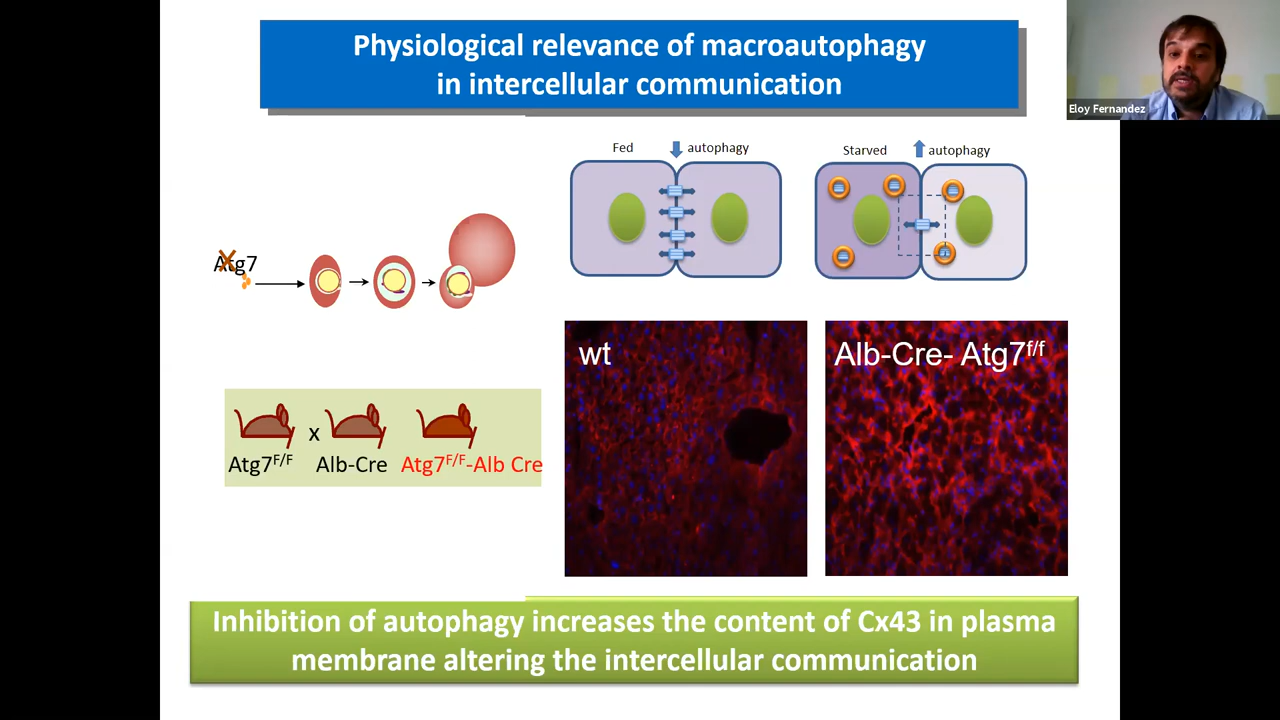 Physiological relevance of macroautophagy
in intercellular communication
Eloy Fernandez
Fed
autophagy
Starved
autophagy
Atg7
wt
Alb-Cre- Atg7f/f
x
Atg7F/F
Alb-Cre
Atg7F/F-Alb Cre
Inhibition of autophagy increases the content of Cx43 in plasma
membrane altering the intercellular communication